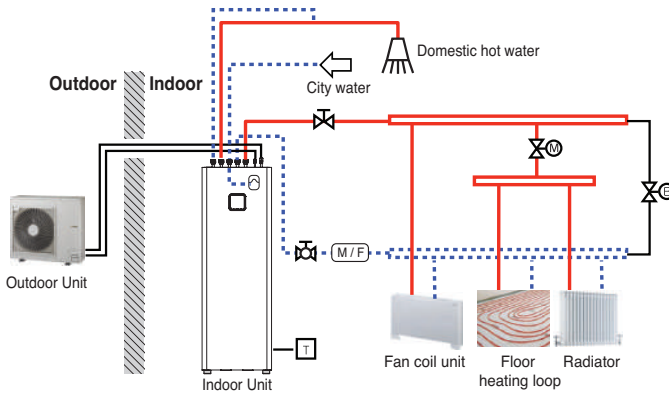 Domestic hot water
City water
Outdoor
Indoor
M
E
M / F
Outdoor Unit
T
Indoor Unit
Fan coil unit
Floor
heating loop
Radiator